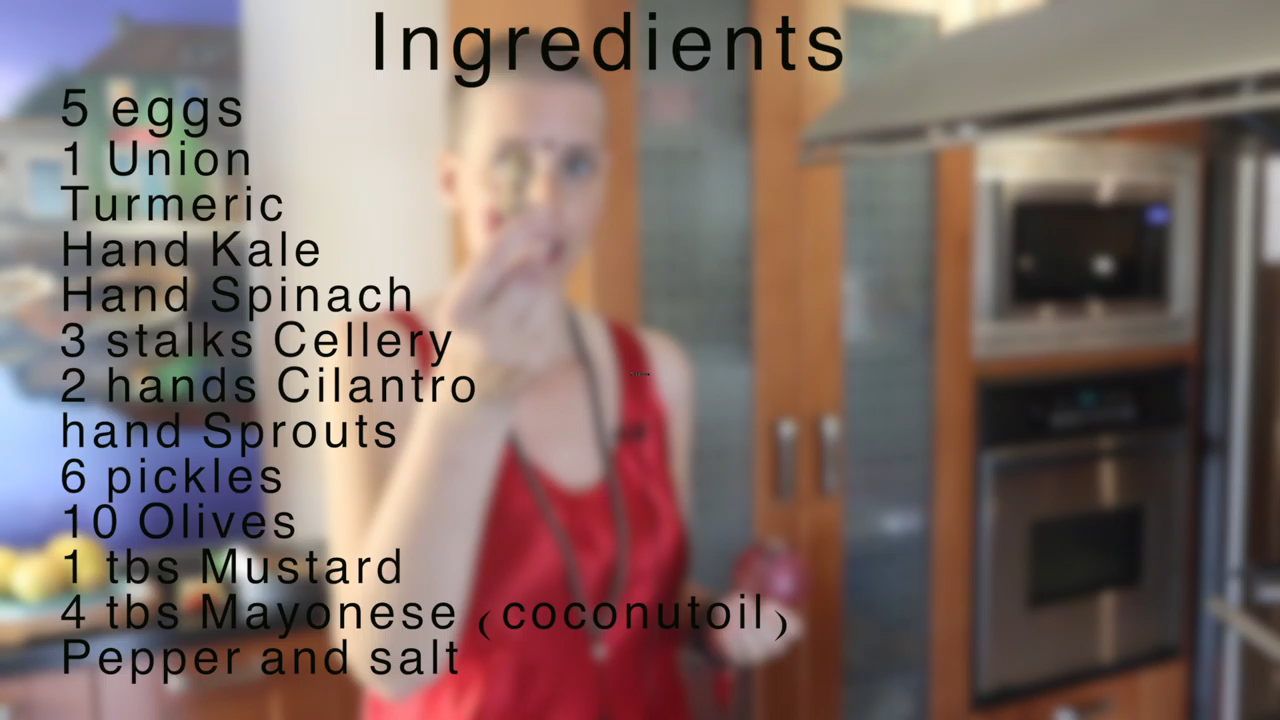 Ingredients
5 eggs
1 Union
Turmeric
Hand Kale
Hand Spinach
3 stalks Cellery
2 hands Cilantro
hand Sprouts
6 pickles
10 Olives
1 tbs Mustard
4 tbs Mayonese (coconutoil)
Pepper and salt